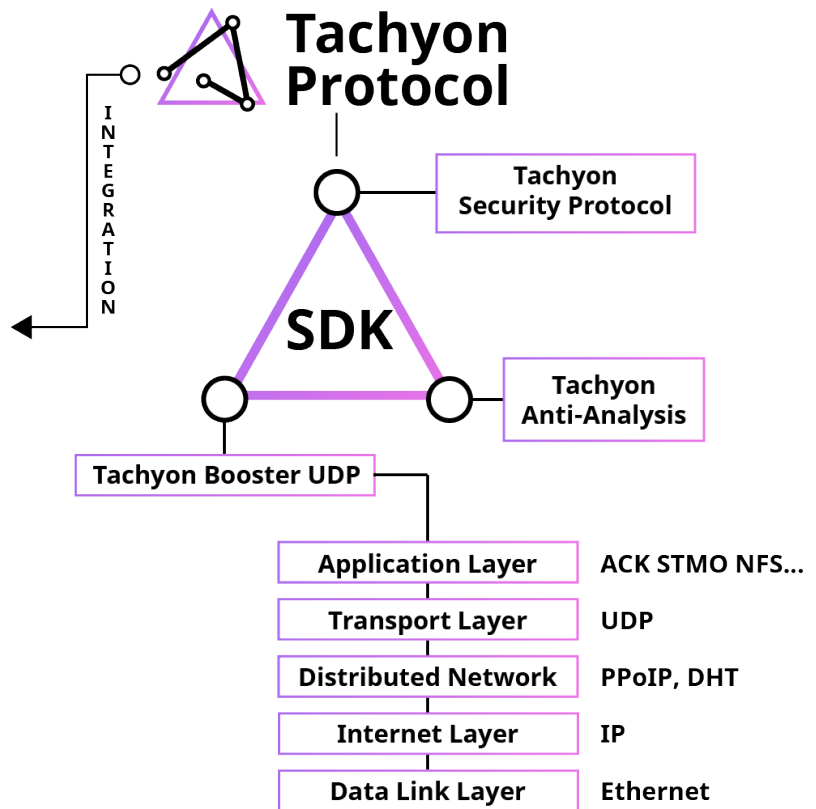 Tachyon
Protocol
INTEGRATION
Tachyon
Security Protocol
SDK
Tachyon
Anti-Analysis
Tachyon Booster UDP
Application Layer
ACK STMO NFS...
Transport Layer
UDP
Distributed Network
PPoIP, DHT
Internet Layer
IP
Data Link Layer
Ethernet